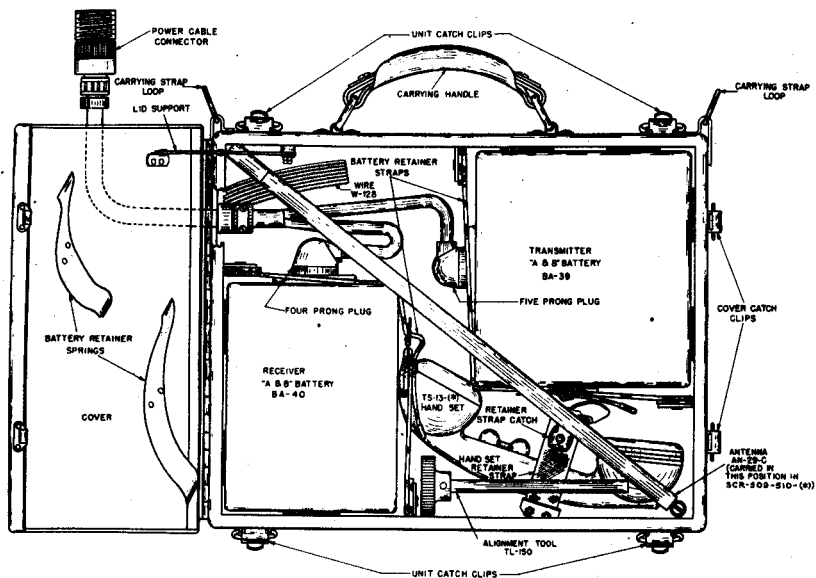 POWER CABLE
CONNECTOR
UNIT CATCH CLIPS
CARRYING STRAP
LOOP
LID SUPPORT
CARRYING HANDLE
CARRYING STRAP
LOOP
BATTERY RETAINER
STRAPS
WIRE
W-128
TRANSMITTER
"A & B" BATTERY
BA-39
FOUR PRONG PLUG
FIVE PRONG PLUG
COVER CATCH
CLIPS
BATTERY RETAINER
SPRINGS
RECEIVER
"A & B" BATTERY
BA-40
COVER
TS-13-(*)
HAND SET
RETAINER
STRAP CATCH
HAND SET
RETAINER
STRAP
ANTENNA
AN-29-C
(CARRIED IN
THIS POSITION IN
SCR-509-510-(*))
ALIGNMENT TOOL
TL-150
UNIT CATCH CLIPS